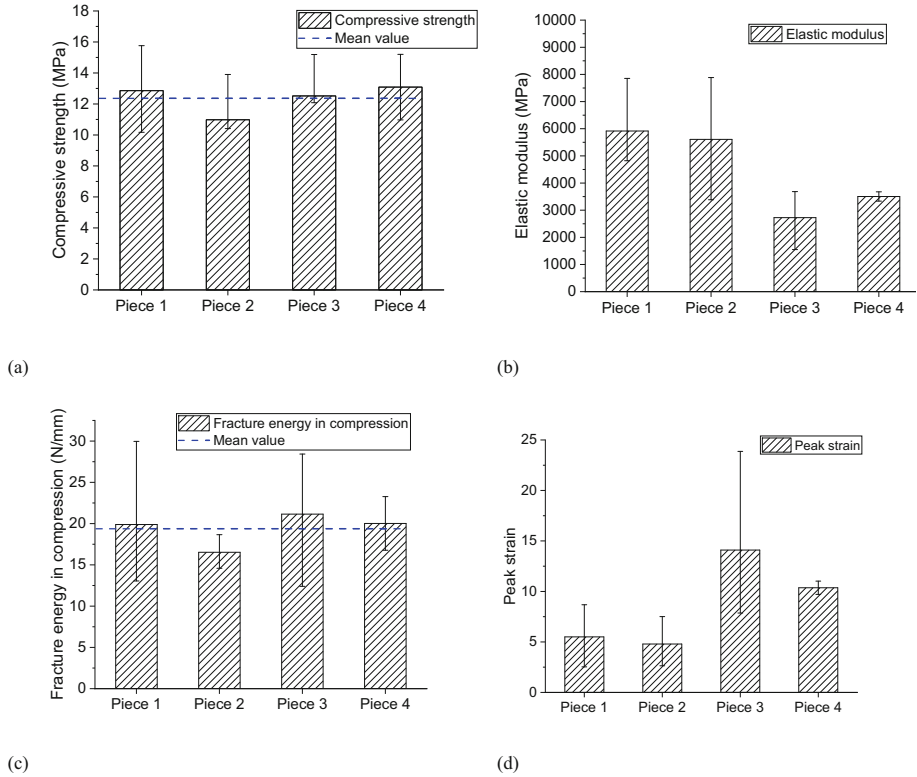 Compressive strength
Mean value
Compressive strength (MPa)
18
16
14
12
10
8
6
4
2
0
Piece 1 Piece 2 Piece 3 Piece 4
(a)
Elastic modulus
Elastic modulus (MPa)
10000
9000
8000
7000
6000
5000
4000
3000
2000
1000
0
Piece 1 Piece 2 Piece 3 Piece 4
(b)
Fracture energy in compression
Mean value
Fracture energy in compression (N/mm)
30
25
20
15
10
5
0
Piece 1 Piece 2 Piece 3 Piece 4
(c)
Peak strain
Peak strain
25
20
15
10
5
0
Piece 1 Piece 2 Piece 3 Piece 4
(d)